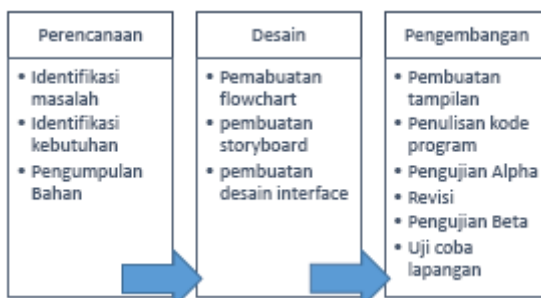 Perencanaan
• Identifikasi
masalah
• Identifikasi
kebutuhan
• Pengumpulan
Bahan
Desain
• Pemabuatan
flowchart
• pembuatan
storyboard
• pembuatan
desain interface
Pengembangan
• Pembuatan
tampilan
• Penulisan kode
program
• Pengujian Alpha
• Revisi
• Pengujian Beta
• Uji coba
lapangan